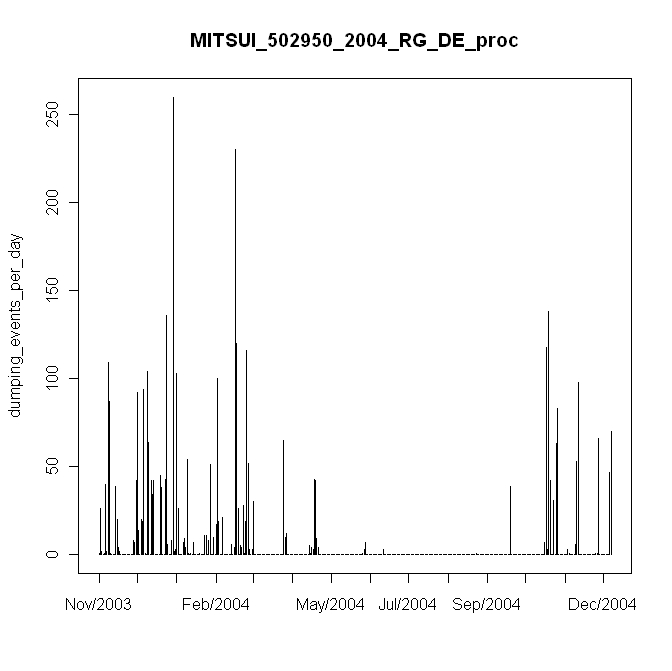 MITSUI_502950_2004_RG_DE_proc
dumping_events_per_day
250
200
150
100
50
0
Nov/2003 Feb/2004 May/2004 Jul/2004 Sep/2004 Dec/2004